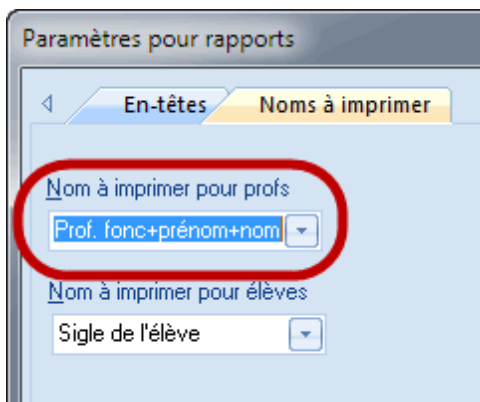 Paramètres pour rapports
En-têtes
Noms à imprimer
Nom à imprimer pour profs
Prof. fonc+prénom+nom
Nom à imprimer pour élèves
Sigle de l'élève